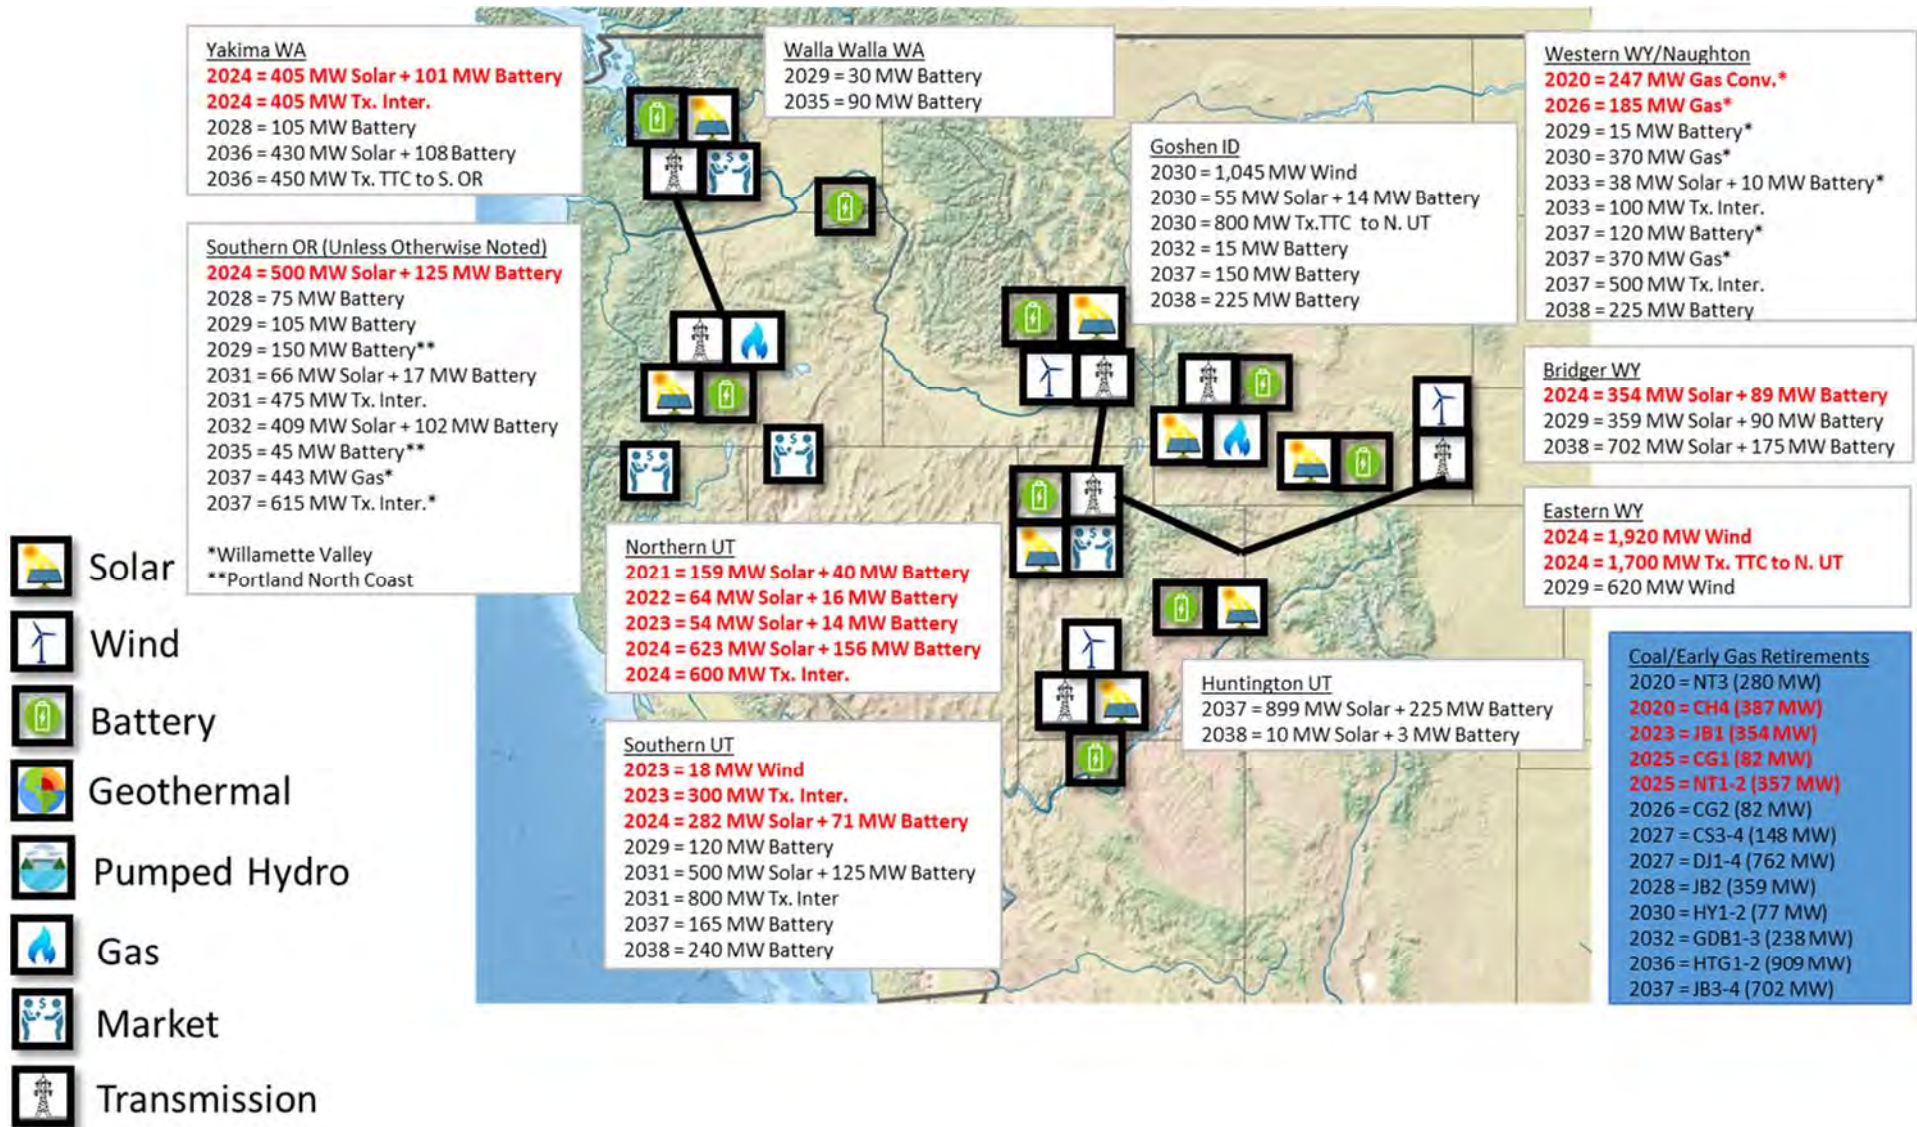 Yakima WA
2024 = 405 MW Solar + 101 MW Battery
2024 = 405 MW Tx. Inter.
2028 = 105 MW Battery
2036 = 430 MW Solar + 108 Battery
2036 = 450 MW Tx. TTC to S. OR
Walla Walla WA
2029 = 30 MW Battery
2035 = 90 MW Battery
Western WY/Naughton
2020 = 247 MW Gas Conv.*
2026 = 185 MW Gas*
2029 = 15 MW Battery*
2030 = 370 MW Gas*
2033 = 38 MW Solar + 10 MW Battery*
2033 = 100 MW Tx. Inter.
2037 = 120 MW Battery*
2037 = 370 MW Gas*
2037 = 500 MW Tx. Inter.
2038 = 225 MW Battery
Goshen ID
2030 = 1,045 MW Wind
2030 = 55 MW Solar + 14 MW Battery
2030 = 800 MW Tx.TTC to N. UT
2032 = 15 MW Battery
2037 = 150 MW Battery
2038 = 225 MW Battery
Southern OR (Unless Otherwise Noted)
2024 = 500 MW Solar + 125 MW Battery
2028 = 75 MW Battery
2029 = 105 MW Battery
2029 = 150 MW Battery**
2031 = 66 MW Solar + 17 MW Battery
2031 = 475 MW Tx. Inter.
2032 = 409 MW Solar + 102 MW Battery
2035 = 45 MW Battery**
2037 = 443 MW Gas*
2037 = 615 MW Tx. Inter.*
*Willamette Valley
**Portland North Coast
Bridger WY
2024 = 354 MW Solar + 89 MW Battery
2029 = 359 MW Solar + 90 MW Battery
2038 = 702 MW Solar + 175 MW Battery
Eastern WY
2024 = 1,920 MW Wind
2024 = 1,700 MW Tx. TTC to N. UT
2029 = 620 MW Wind
Northern UT
2021 = 159 MW Solar + 40 MW Battery
2022 = 64 MW Solar + 16 MW Battery
2023 = 54 MW Solar + 14 MW Battery
2024 = 623 MW Solar + 156 MW Battery
2024 = 600 MW Tx. Inter.
Huntington UT
2037 = 899 MW Solar + 225 MW Battery
2038 = 10 MW Solar + 3 MW Battery
Southern UT
2023 = 18 MW Wind
2023 = 300 MW Tx. Inter.
2024 = 282 MW Solar + 71 MW Battery
2029 = 120 MW Battery
2031 = 500 MW Solar + 125 MW Battery
2031 = 800 MW Tx. Inter
2037 = 165 MW Battery
2038 = 240 MW Battery
Coal/Early Gas Retirements
2020 = NT3 (280 MW)
2020 = CH4 (387 MW)
2023 = JB1 (354 MW)
2025 = CG1 (82 MW)
2025 = NT1-2 (357 MW)
2026 = CG2 (82 MW)
2027 = CS3-4 (148 MW)
2027 = DJ1-4 (762 MW)
2028 = JB2 (359 MW)
2030 = HY1-2 (77 MW)
2032 = GDB1-3 (238 MW)
2036 = HTG1-2 (909 MW)
2037 = JB3-4 (702 MW)
Solar
Wind
Battery
Geothermal
Pumped Hydro
Gas
Market
Transmission